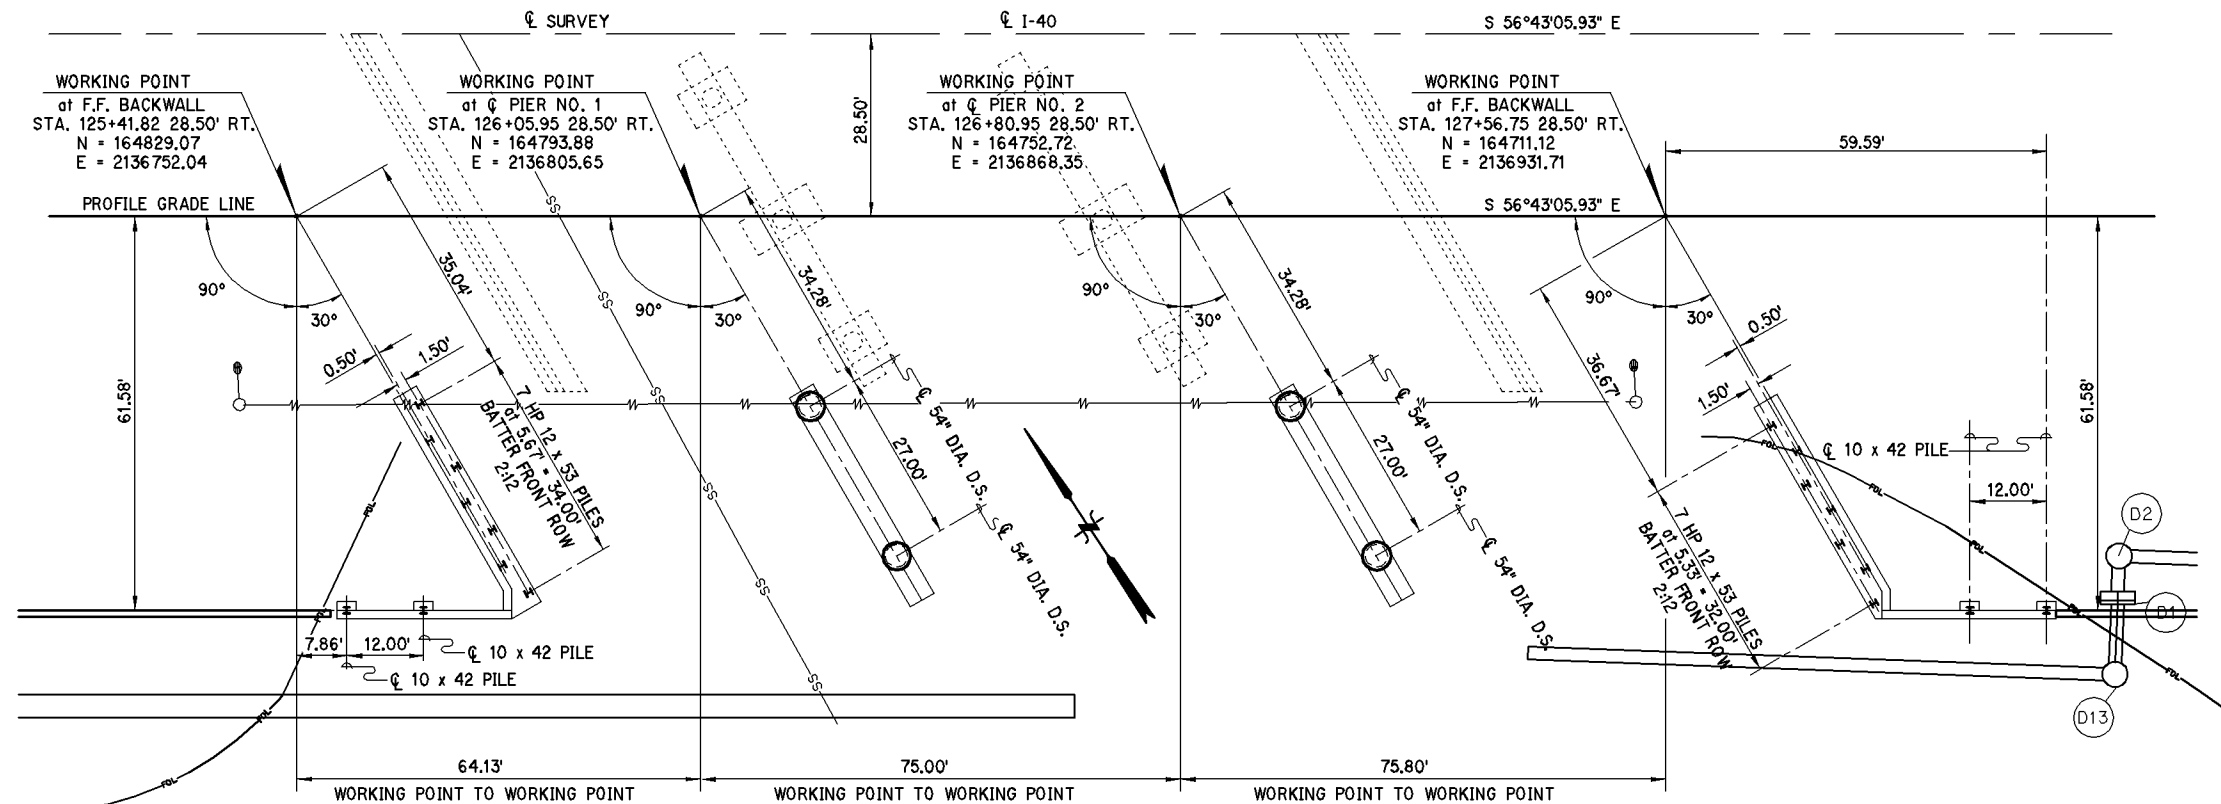 ℄ SURVEY
℄ I-40
S 56°43'05.93" E
WORKING POINT
at F.F. BACKWALL
STA. 125+41.82 28.50' RT.
N = 164829.07
E = 2136752.04
WORKING POINT
at ℄ PIER NO. 1
STA. 126+05.95 28.50' RT.
N = 164793.88
E = 2136805.65
28.50'
WORKING POINT
at ℄ PIER NO. 2
STA. 126+80.95 28.50' RT.
N = 164752.72
E = 2136868.35
WORKING POINT
at F.F. BACKWALL
STA. 127+56.75 28.50' RT.
N = 164711.12
E = 2136931.71
59.59'
PROFILE GRADE LINE
S 56°43'05.93" E
61.58'
90°
30°
35.04'
0.50'
1.50'
7 HP 12 x 53 PILES
at 5.67' = 34.00'
BATTER FRONT ROW
2:12
SS
SS
SS
SS
SS
SS
90°
30°
34.28'
27.00'
℄ 54" DIA. D.S.
℄ 54" DIA. D.S.
90°
30°
34.28'
27.00'
℄ 54" DIA. D.S.
℄ 54" DIA. D.S.
90°
30°
36.67'
0.50'
1.50'
7 HP 12 x 53 PILES
at 5.33' = 32.00'
BATTER FRONT ROW
2:12
℄ 10 x 42 PILE
12.00'
61.58'
D2
D1
D13
FOL
FOL
FOL
FOL
FOL
FOL
FOL
FOL
FOL
7.86'
12.00'
℄ 10 x 42 PILE
℄ 10 x 42 PILE
64.13'
WORKING POINT TO WORKING POINT
75.00'
WORKING POINT TO WORKING POINT
75.80'
WORKING POINT TO WORKING POINT